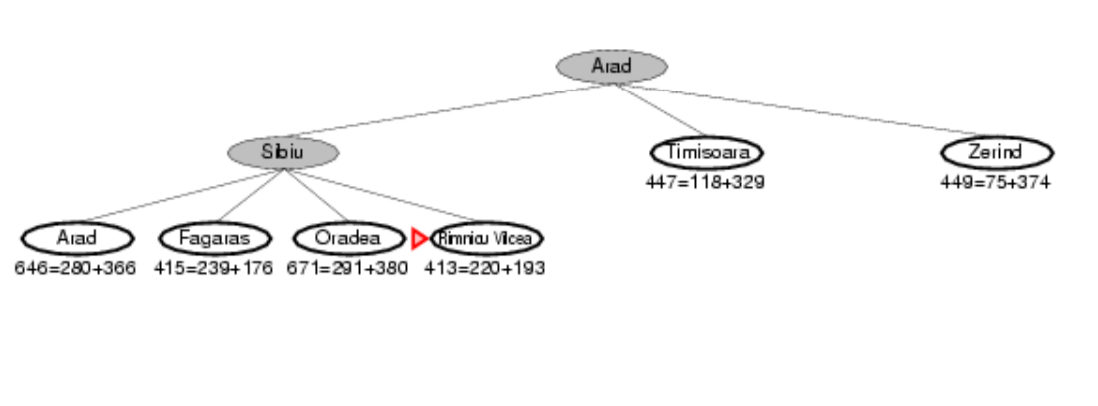 Arad
Sibiu
Timisoara
Zerind
447=118+329
449=75+374
Arad
Fagaras
Oradea
Rimnicu Vilcea
646=280+366
415=239+176
671=291+380
413=220+193